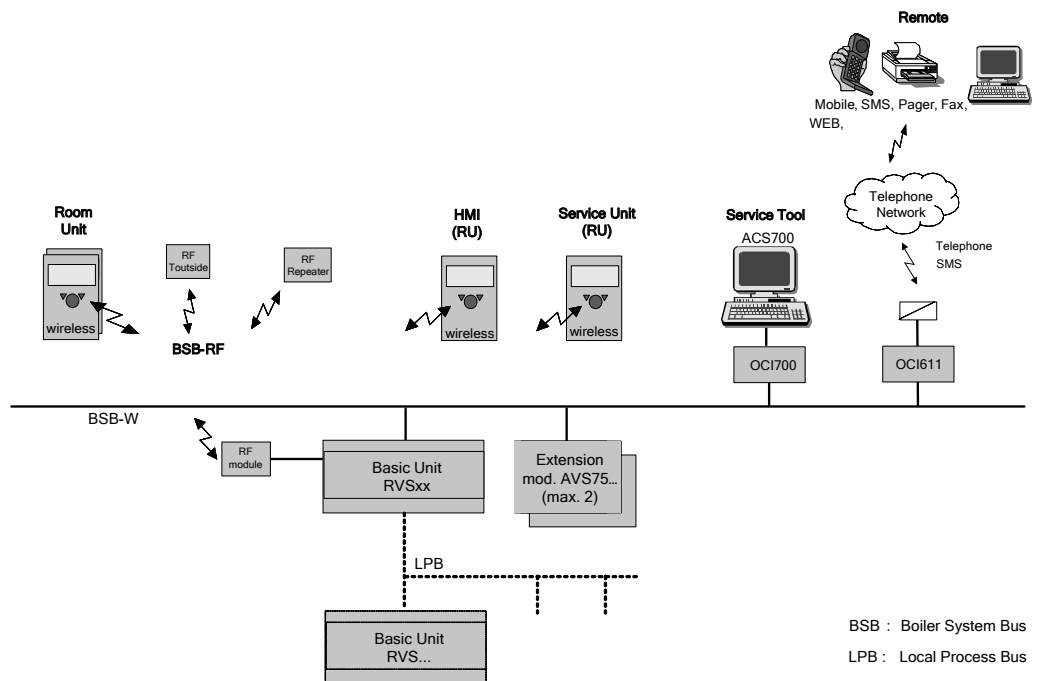 Remote
Mobile, SMS, Pager, Fax,
WEB,
Telephone
Network
Telephone
SMS
Room
Unit
wireless
RF
Toutside
RF
Repeater
BSB-RF
HMI
(RU)
wireless
Service Unit
(RU)
wireless
Service Tool
ACS700
OCI700
OCI611
BSB-W
RF
module
Basic Unit
RVSxx
Extension
mod. AVS75...
(max. 2)
LPB
Basic Unit
RVS...
BSB : Boiler System Bus
LPB : Local Process Bus